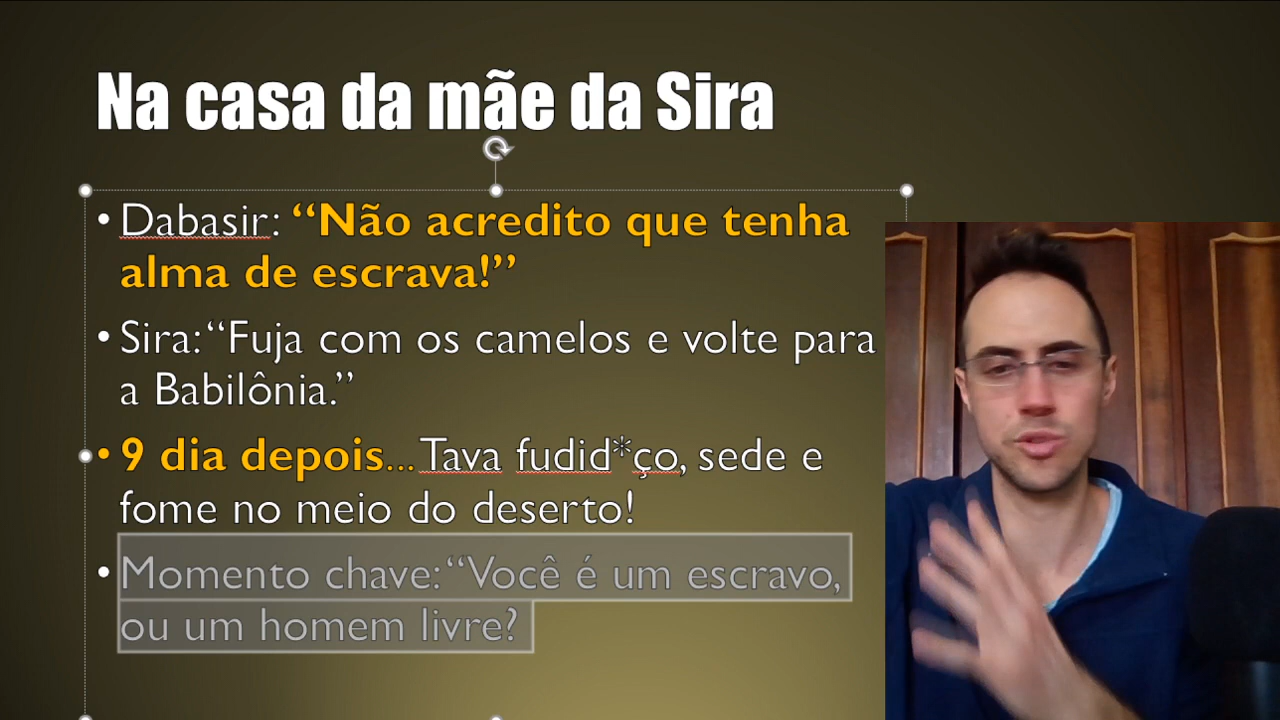 Na casa da mãe da Sira
• Dabasir: “Não acredito que tenha
alma de escrava!”
• Sira: “Fuja com os camelos e volte para
a Babilônia.”
• 9 dia depois... Tava fudid*ço, sede e
fome no meio do deserto!
• Momento chave: “Você é um escravo,
ou um homem livre?